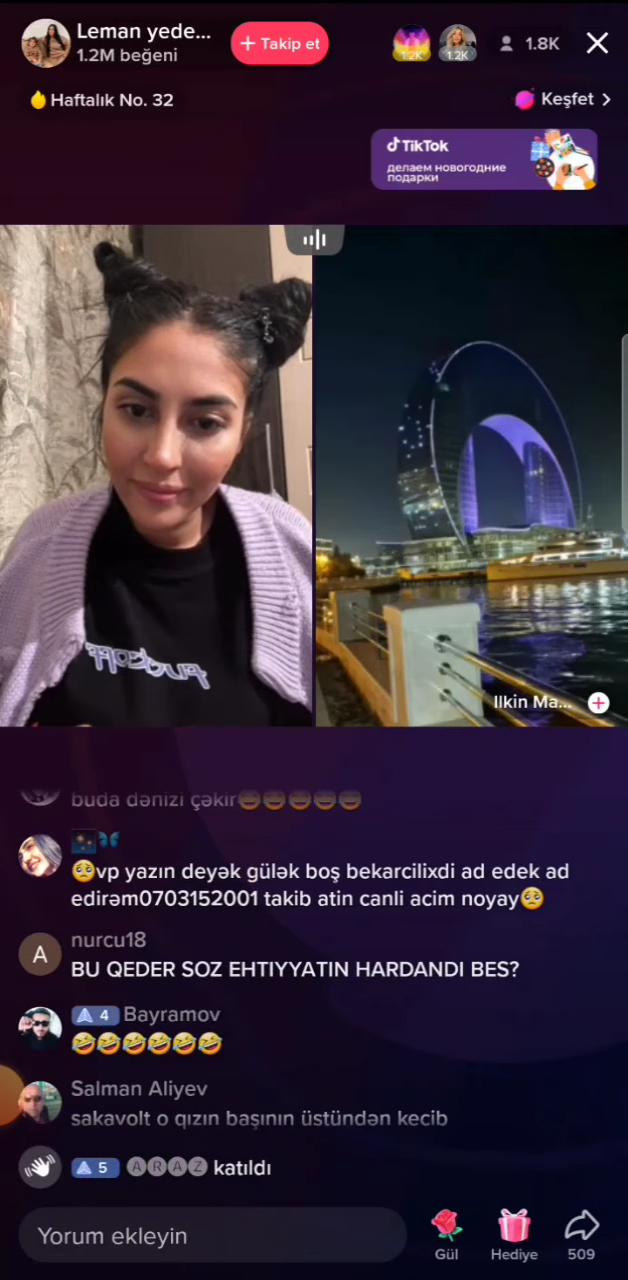 Leman yede...
1.2M beğeni
+ Takip et
1.2K
1.2K
1.8K
Haftalık No. 32
Keşfet >
TikTok
делаем новогодние
подарки
Ilkin Ma...
buda dənizi çəkir😄😄😄😄😄
🥺vp yazın deyək gülək boş bekarcilixdi ad edek ad
edirəm0703152001 takib atin canli acim noyay🥺
A
nurcu18
BU QEDER SOZ EHTIYYATIN HARDANDI BES?
4 Bayramov
🤣🤣🤣🤣🤣🤣
Salman Aliyev
sakavolt o qızın başının üstündən kecib
5 🅐🅡🅐🅩 katıldı
Yorum ekleyin
Gül
Hediye
509